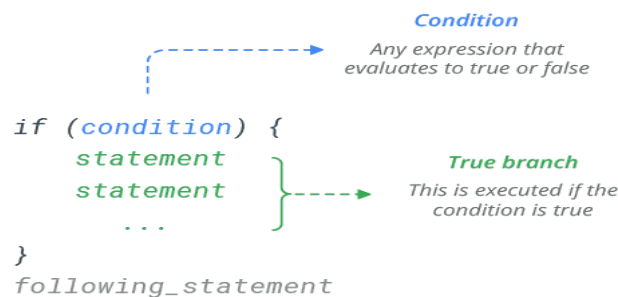 Condition
Any expression that
evaluates to true or false
if (condition) {
statement
statement
...
}
following_statement
True branch
This is executed if the
condition is true